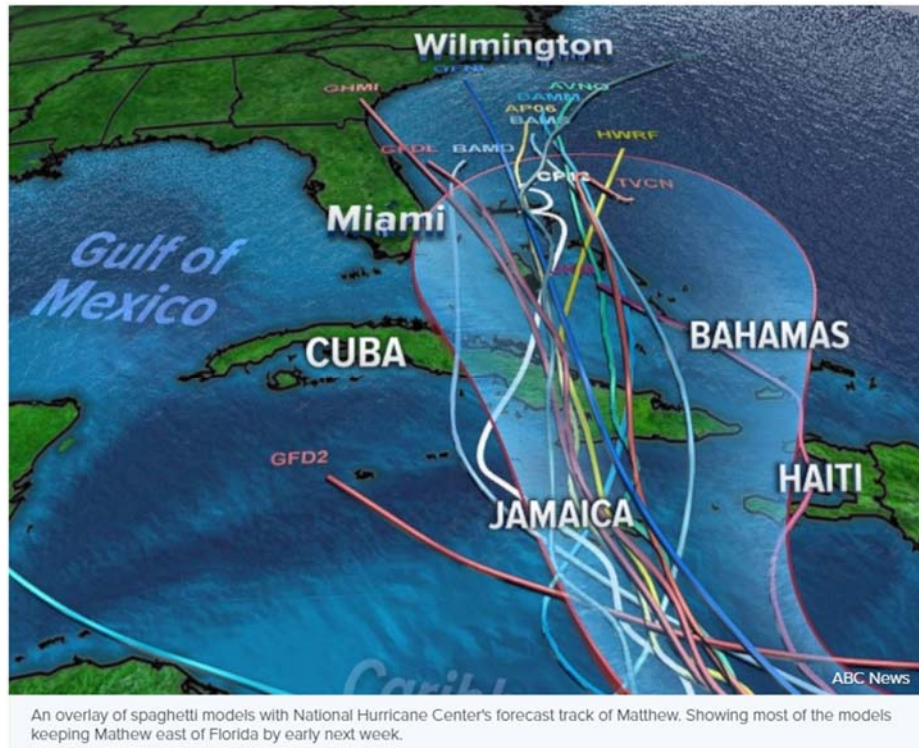 Wilmington
GHMI
AVNO
BAMM
AP06
BAMS
HWRF
GFDL
BAMD
CP12
TVCN
Miami
Gulf of
Mexico
BAHAMAS
CUBA
GFD2
HAITI
JAMAICA
ABC News
An overlay of spaghetti models with National Hurricane Center's forecast track of Matthew. Showing most of the models
keeping Mathew east of Florida by early next week.